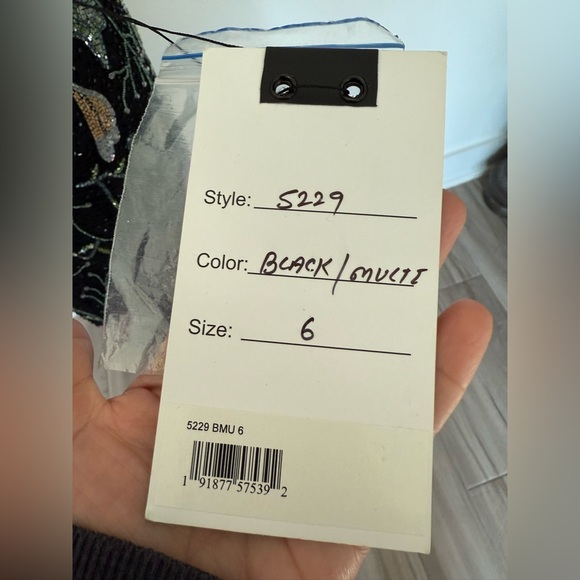 Style: 5229
Color: BLACK/MULTI
Size: 6
5229 BMU 6
1 91877 57539 2